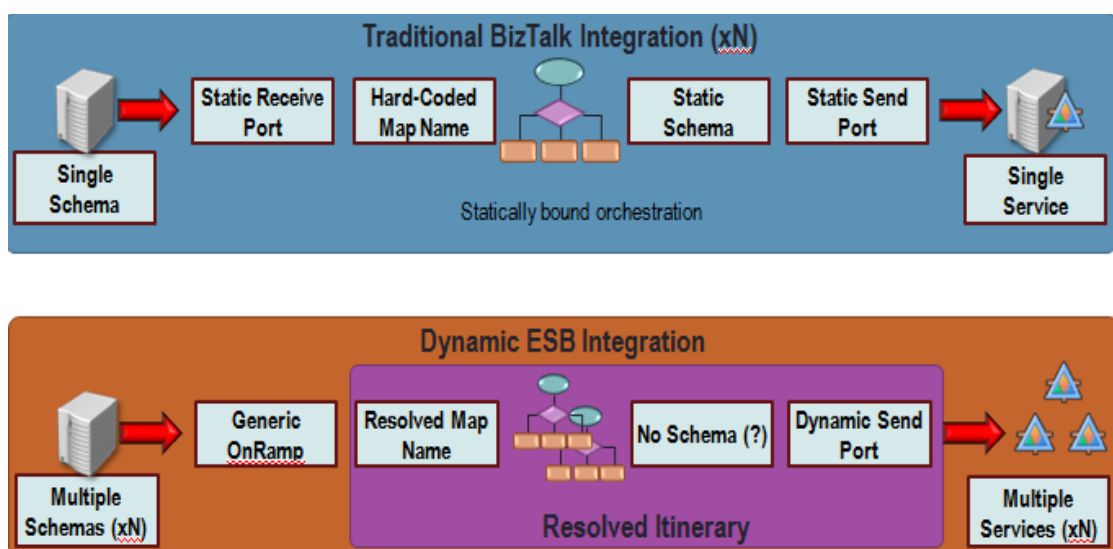 Traditional BizTalk Integration (xN)
Static Receive
Port
Hard-Coded
Map Name
Static
Schema
Static Send
Port
Single
Schema
Single
Service
Statically bound orchestration
Dynamic ESB Integration
Generic
OnRamp
Resolved Map
Name
No Schema (?)
Dynamic Send
Port
Multiple
Schemas (xN)
Resolved Itinerary
Multiple
Services (xN)